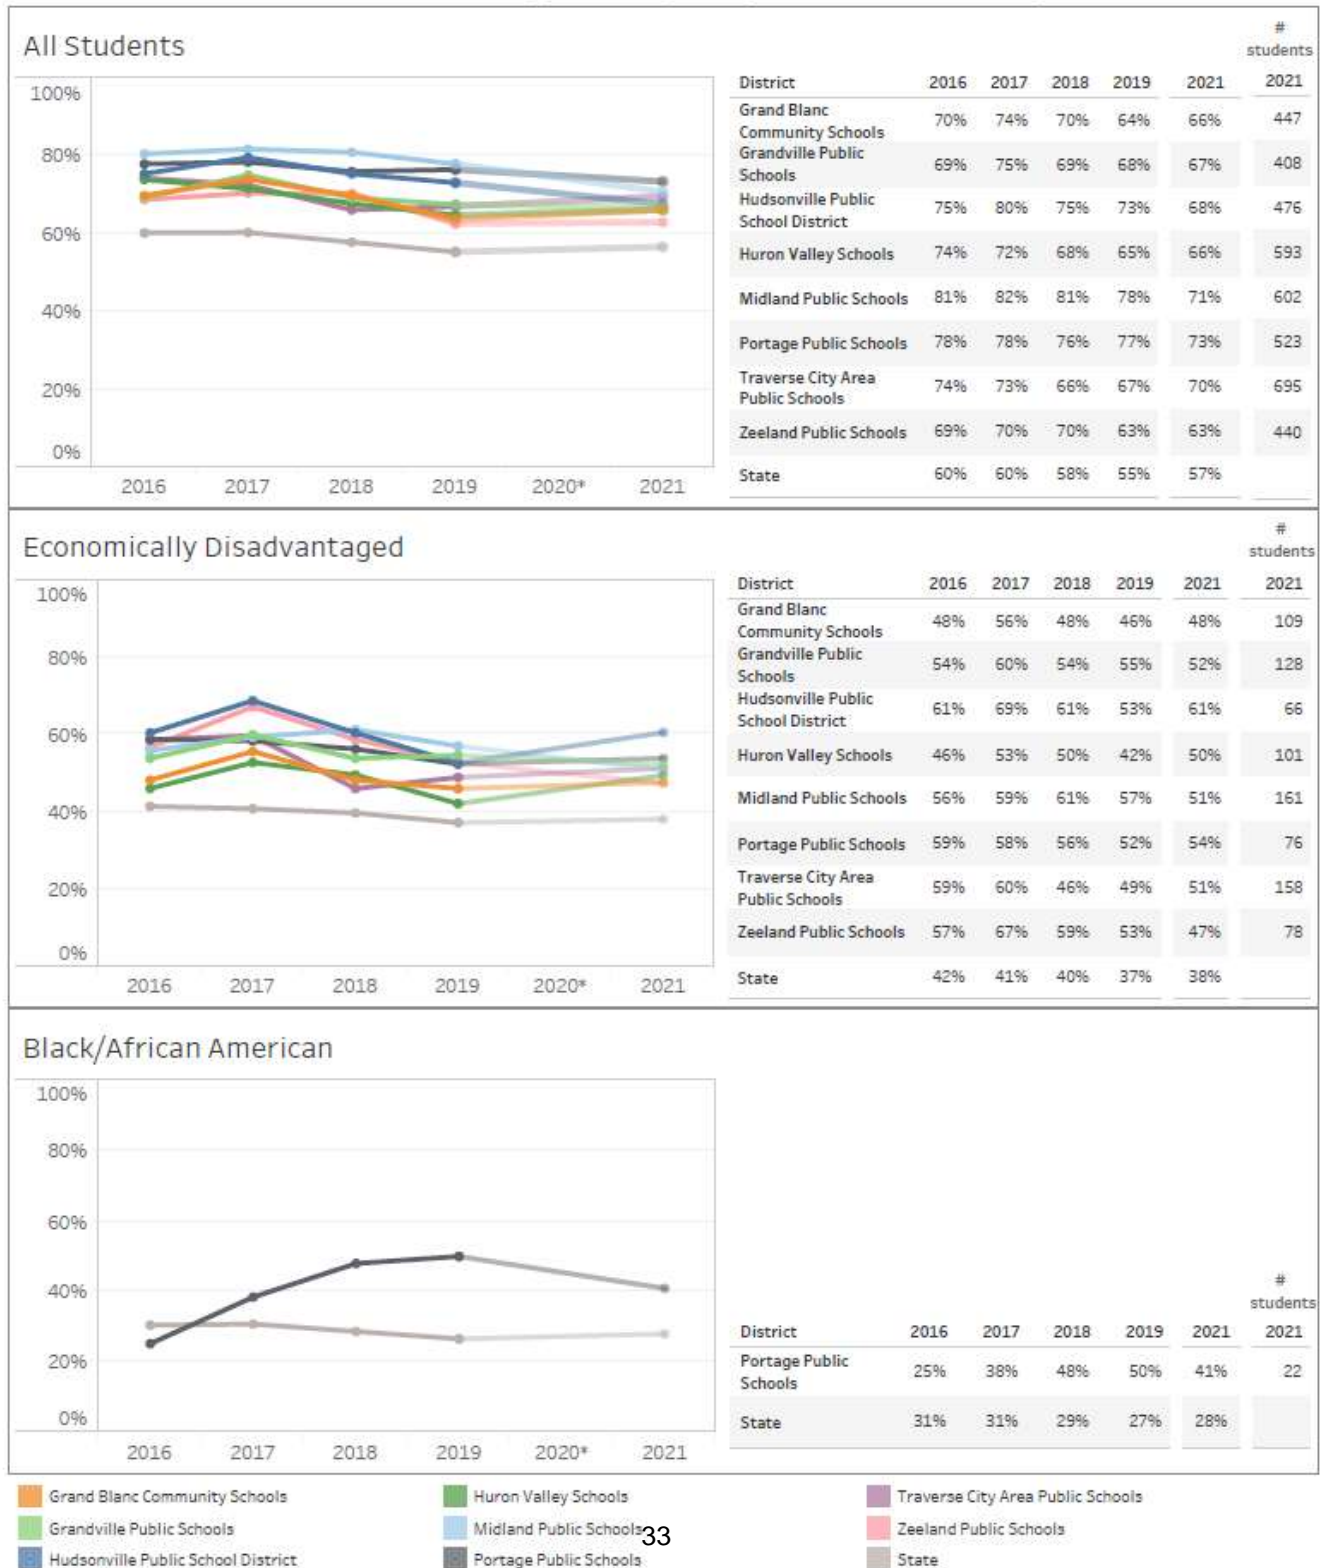 All Students
#
students
District 2016 2017 2018 2019 2021 2021
Grand Blanc
Community Schools 70% 74% 70% 64% 66% 447
Grandville Public
Schools 69% 75% 69% 68% 67% 408
Hudsonville Public
School District 75% 80% 75% 73% 68% 476
Huron Valley Schools 74% 72% 68% 65% 66% 593
Midland Public Schools 81% 82% 81% 78% 71% 602
Portage Public Schools 78% 78% 76% 77% 73% 523
Traverse City Area
Public Schools 74% 73% 66% 67% 70% 695
Zeeland Public Schools 69% 70% 70% 63% 63% 440
State 60% 60% 58% 55% 57%
100%
80%
60%
40%
20%
0%
2016 2017 2018 2019 2020* 2021
Economically Disadvantaged
#
students
District 2016 2017 2018 2019 2021 2021
Grand Blanc
Community Schools 48% 56% 48% 46% 48% 109
Grandville Public
Schools 54% 60% 54% 55% 52% 128
Hudsonville Public
School District 61% 69% 61% 53% 61% 66
Huron Valley Schools 46% 53% 50% 42% 50% 101
Midland Public Schools 56% 59% 61% 57% 51% 161
Portage Public Schools 59% 58% 56% 52% 54% 76
Traverse City Area
Public Schools 59% 60% 46% 49% 51% 158
Zeeland Public Schools 57% 67% 59% 53% 47% 78
State 42% 41% 40% 37% 38%
100%
80%
60%
40%
20%
0%
2016 2017 2018 2019 2020* 2021
Black/African American
100%
80%
60%
40%
20%
0%
2016 2017 2018 2019 2020* 2021
#
students
District 2016 2017 2018 2019 2021 2021
Portage Public
Schools 25% 38% 48% 50% 41% 22
State 31% 31% 29% 27% 28%
Grand Blanc Community Schools Huron Valley Schools Traverse City Area Public Schools
Grandville Public Schools Midland Public Schools Zeeland Public Schools
33
Hudsonville Public School District Portage Public Schools State